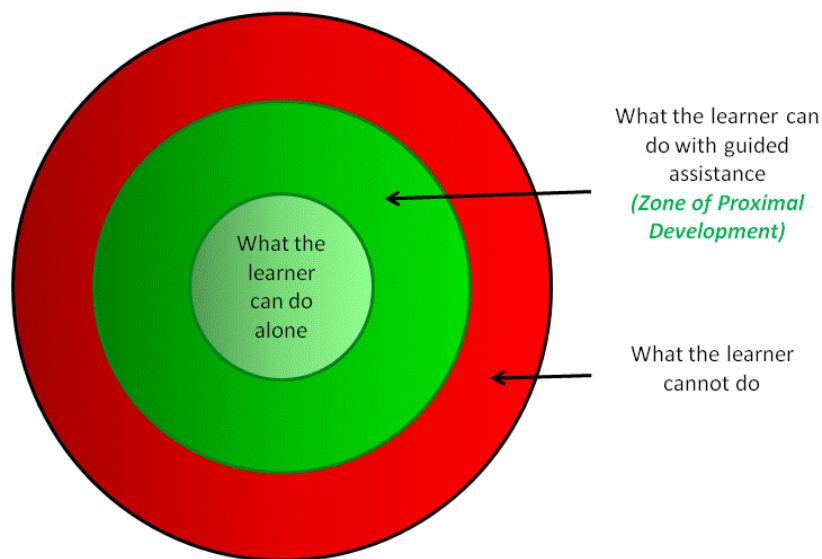 What the learner can
do with guided
assistance
(Zone of Proximal
Development)
What the
learner
can do
alone
What the learner
cannot do